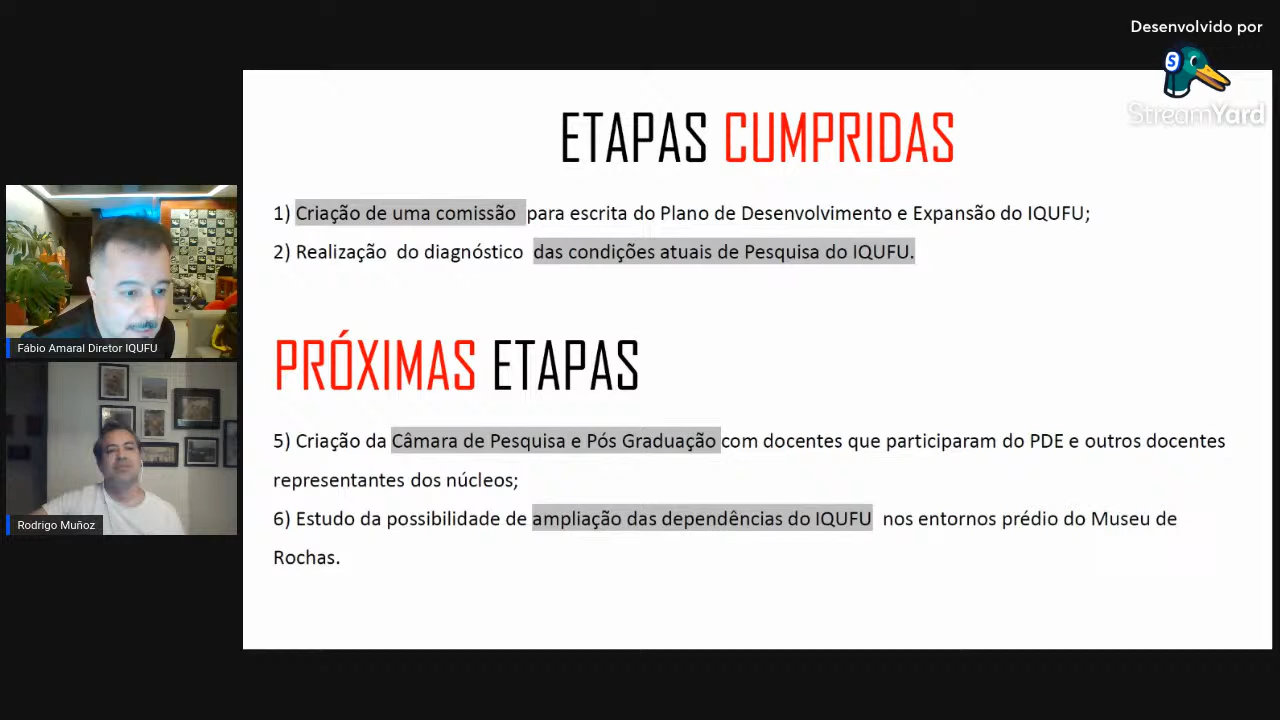 Desenvolvido por
S
StreamYard
ETAPAS CUMPRIDAS
1) Criação de uma comissão para escrita do Plano de Desenvolvimento e Expansão do IQUFU;
2) Realização do diagnóstico das condições atuais de Pesquisa do IQUFU.
PRÓXIMAS ETAPAS
5) Criação da Câmara de Pesquisa e Pós Graduação com docentes que participaram do PDE e outros docentes
representantes dos núcleos;
6) Estudo da possibilidade de ampliação das dependências do IQUFU nos entornos prédio do Museu de
Rochas.
Fábio Amaral Diretor IQUFU
Rodrigo Muñoz